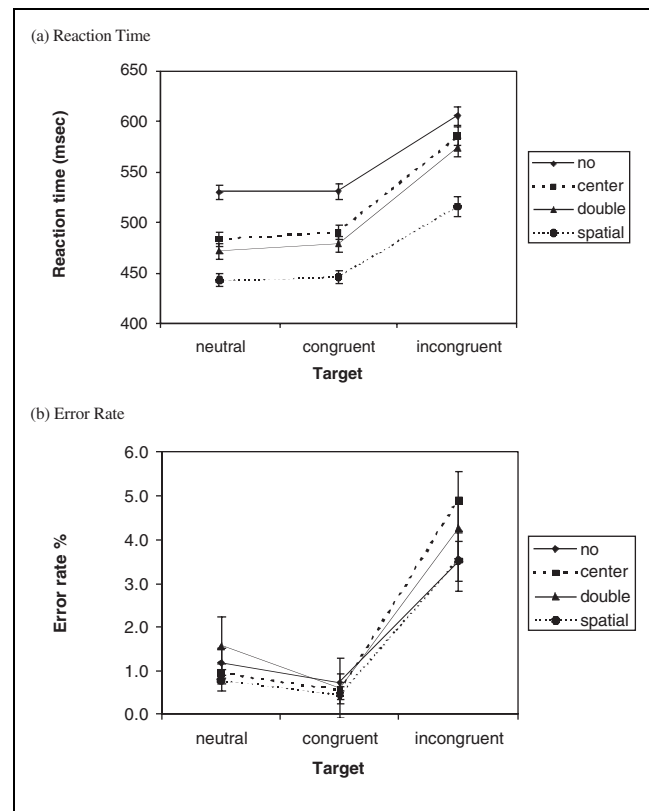 (a) Reaction Time
650
600
550
500
450
400
Reaction time (msec)
neutral congruent incongruent
Target
no
center
double
spatial
(b) Error Rate
6.0
5.0
4.0
3.0
2.0
1.0
0.0
Error rate %
neutral congruent incongruent
Target
no
center
double
spatial